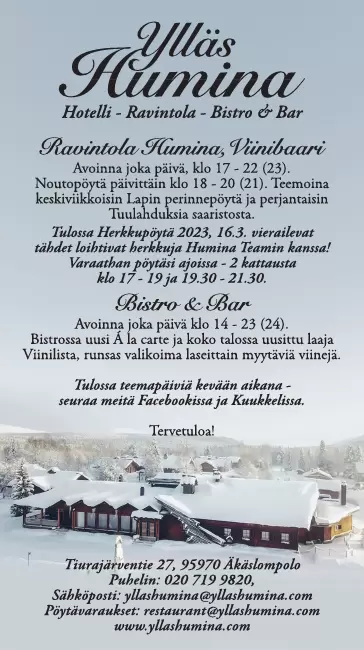 Ylläs
Humina
Hotelli - Ravintola - Bistro & Bar
Ravintola Humina, Viinibaari
Avoinna joka päivä, klo 17 - 22 (23).
Noutopöytä päivittäin klo 18 - 20 (21). Teemoina
keskiviikkoisin Lapin perinnepöytä ja perjantaisin
Tuulahduksia saaristosta.
Tulossa Herkkupöytä 2023, 16.3. vierailevat
tähdet loihtivat herkkuja Humina Teamin kanssa!
Varaathan pöytäsi ajoissa - 2 kattausta
klo 17 - 19 ja 19.30 - 21.30.
Bistro & Bar
Avoinna joka päivä klo 14 - 23 (24).
Bistrossa uusi Á la carte ja koko talossa uusittu laaja
Viinilista, runsas valikoima laseittain myytäviä viinejä.
Tulossa teemapäiviä kevään aikana -
seuraa meitä Facebookissa ja Kuukkelissa.
Tervetuloa!
Tiurajärventie 27, 95970 Äkäslompolo
Puhelin: 020 719 9820,
Sähköposti: yllashumina@yllashumina.com
Pöytävaraukset: restaurant@yllashumina.com
www.yllashumina.com